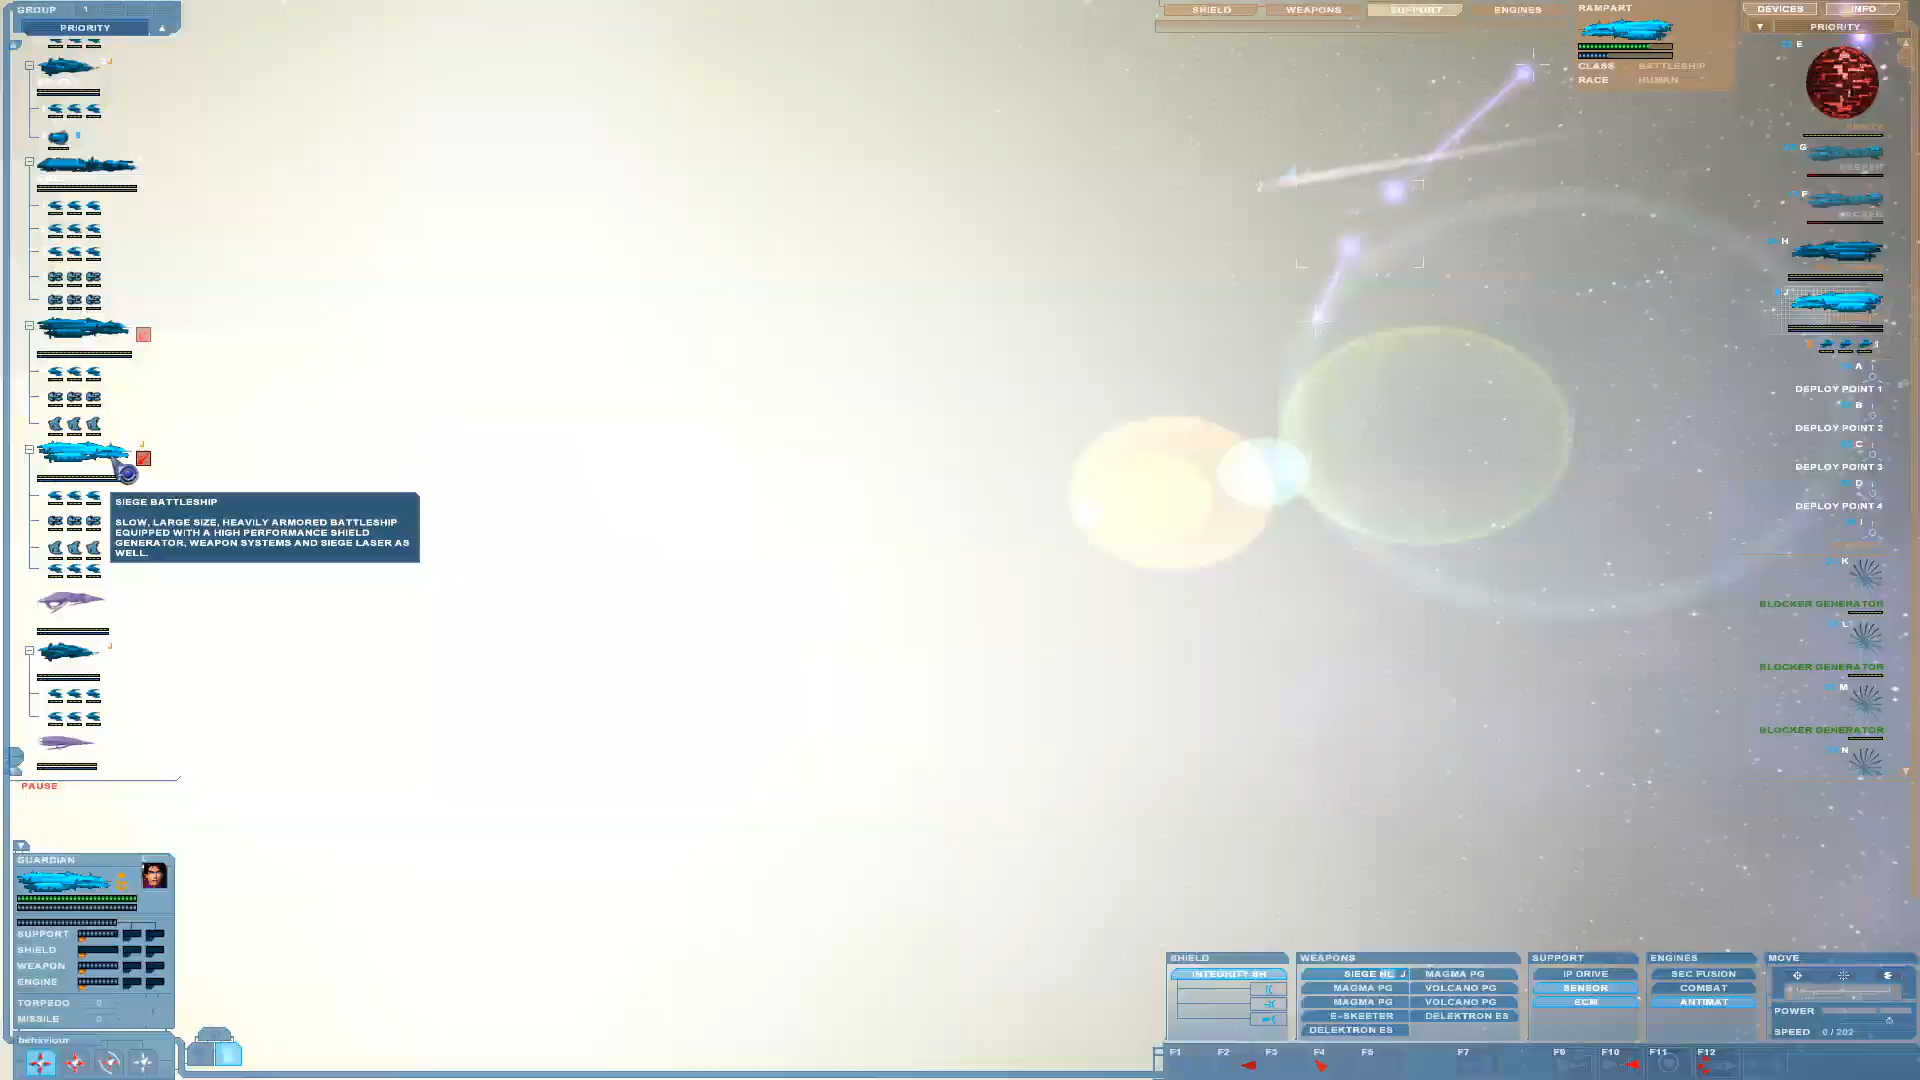 GROUP 1
PRIORITY
PAUSE
SIEGE BATTLESHIP
SLOW, LARGE SIZE, HEAVILY ARMORED BATTLESHIP
EQUIPPED WITH A HIGH PERFORMANCE SHIELD
GENERATOR, WEAPON SYSTEMS AND SIEGE LASER AS
WELL.
GUARDIAN
SUPPORT
SHIELD
WEAPON
ENGINE
TORPEDO 0
MISSILE 0
behaviour
SHIELD WEAPONS SUPPORT ENGINES
RAMPART
CLASS BATTLESHIP
RACE HUMAN
DEVICES INFO
PRIORITY
E
G
F
H
J
A
DEPLOY POINT 1
B
DEPLOY POINT 2
C
DEPLOY POINT 3
D
DEPLOY POINT 4
I
K
BLOCKER GENERATOR
L
BLOCKER GENERATOR
M
BLOCKER GENERATOR
N
SHIELD
INTEGRITY SH
WEAPONS
SIEGE HL MAGMA PG
MAGMA PG VOLCANO PG
MAGMA PG VOLCANO PG
E-SKEETER DELEKTRON ES
DELEKTRON ES
SUPPORT
IP DRIVE
SENSOR
ECM
ENGINES
SEC FUSION
COMBAT
ANTIMAT
MOVE
POWER
SPEED 0 / 202
F1 F2 F3 F4 F5 F7 F9 F10 F11 F12